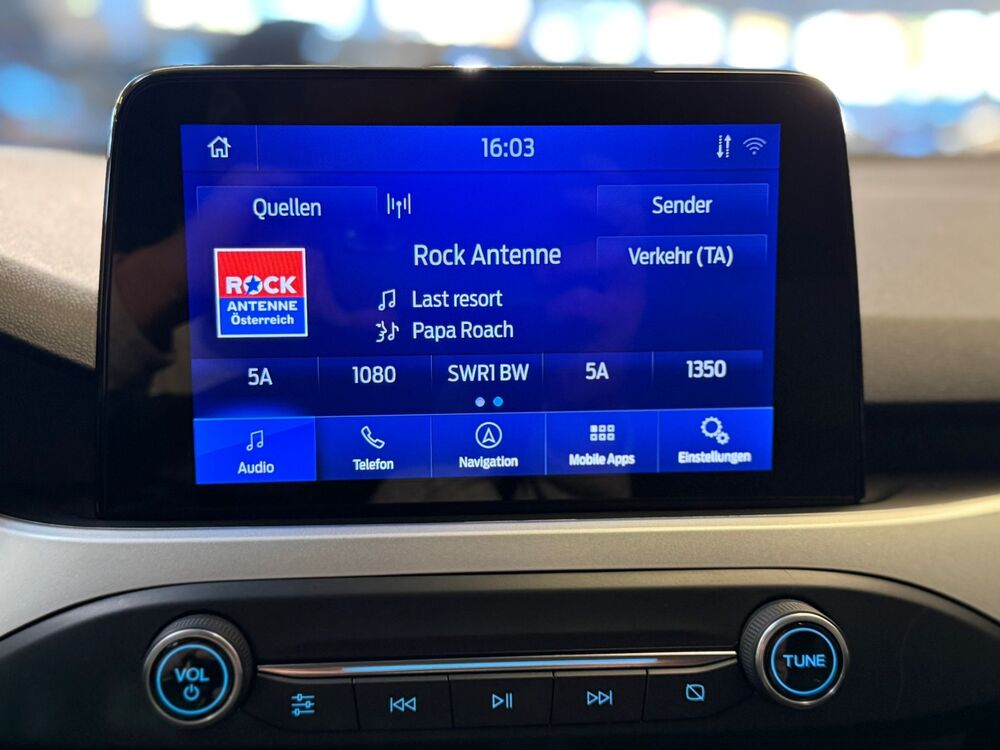 16:03
Quellen
Sender
Rock Antenne
Verkehr (TA)
ROCK
ANTENNE
Österreich
Last resort
Papa Roach
5A
1080
SWR1 BW
5A
1350
Audio
Telefon
Navigation
Mobile Apps
Einstellungen
VOL
TUNE